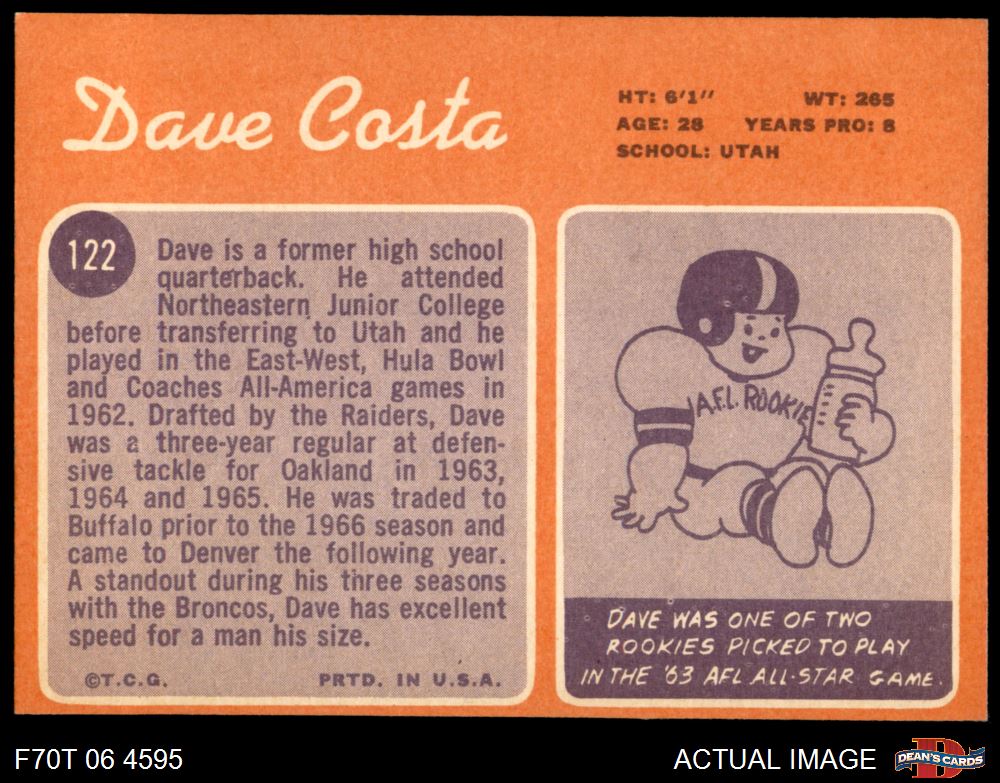 Dave Costa
HT: 6'1" WT: 265
AGE: 28 YEARS PRO: 8
SCHOOL: UTAH
122
Dave is a former high school
quarterback. He attended
Northeastern Junior College
before transferring to Utah and he
played in the East-West, Hula Bowl
and Coaches All-America games in
1962. Drafted by the Raiders, Dave
was a three-year regular at defen-
sive tackle for Oakland in 1963,
1964 and 1965. He was traded to
Buffalo prior to the 1966 season and
came to Denver the following year.
A standout during his three seasons
with the Broncos, Dave has excellent
speed for a man his size.
©T.C.G. PRTD. IN U.S.A.
A.F.L. ROOKIE
DAVE WAS ONE OF TWO
ROOKIES PICKED TO PLAY
IN THE '63 AFL ALL-STAR GAME.
F70T 06 4595
ACTUAL IMAGE
D
DEAN'S CARDS